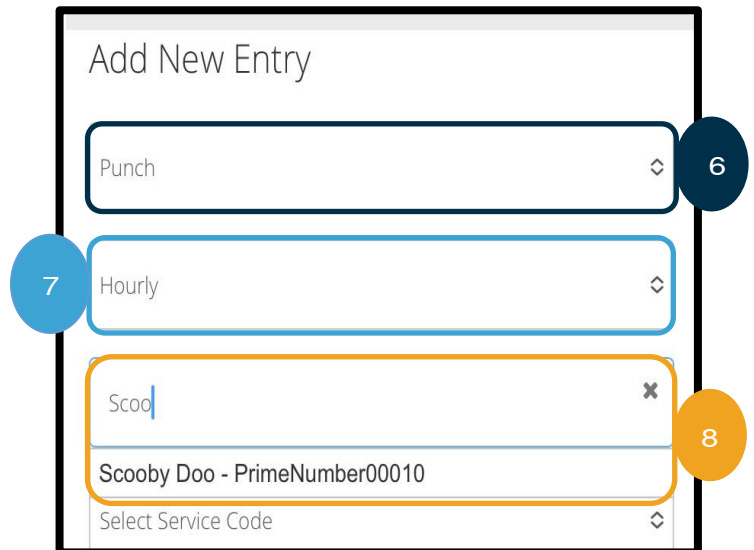 Add New Entry
Punch
6
7
Hourly
Scoo
Scooby Doo - PrimeNumber00010
8
Select Service Code